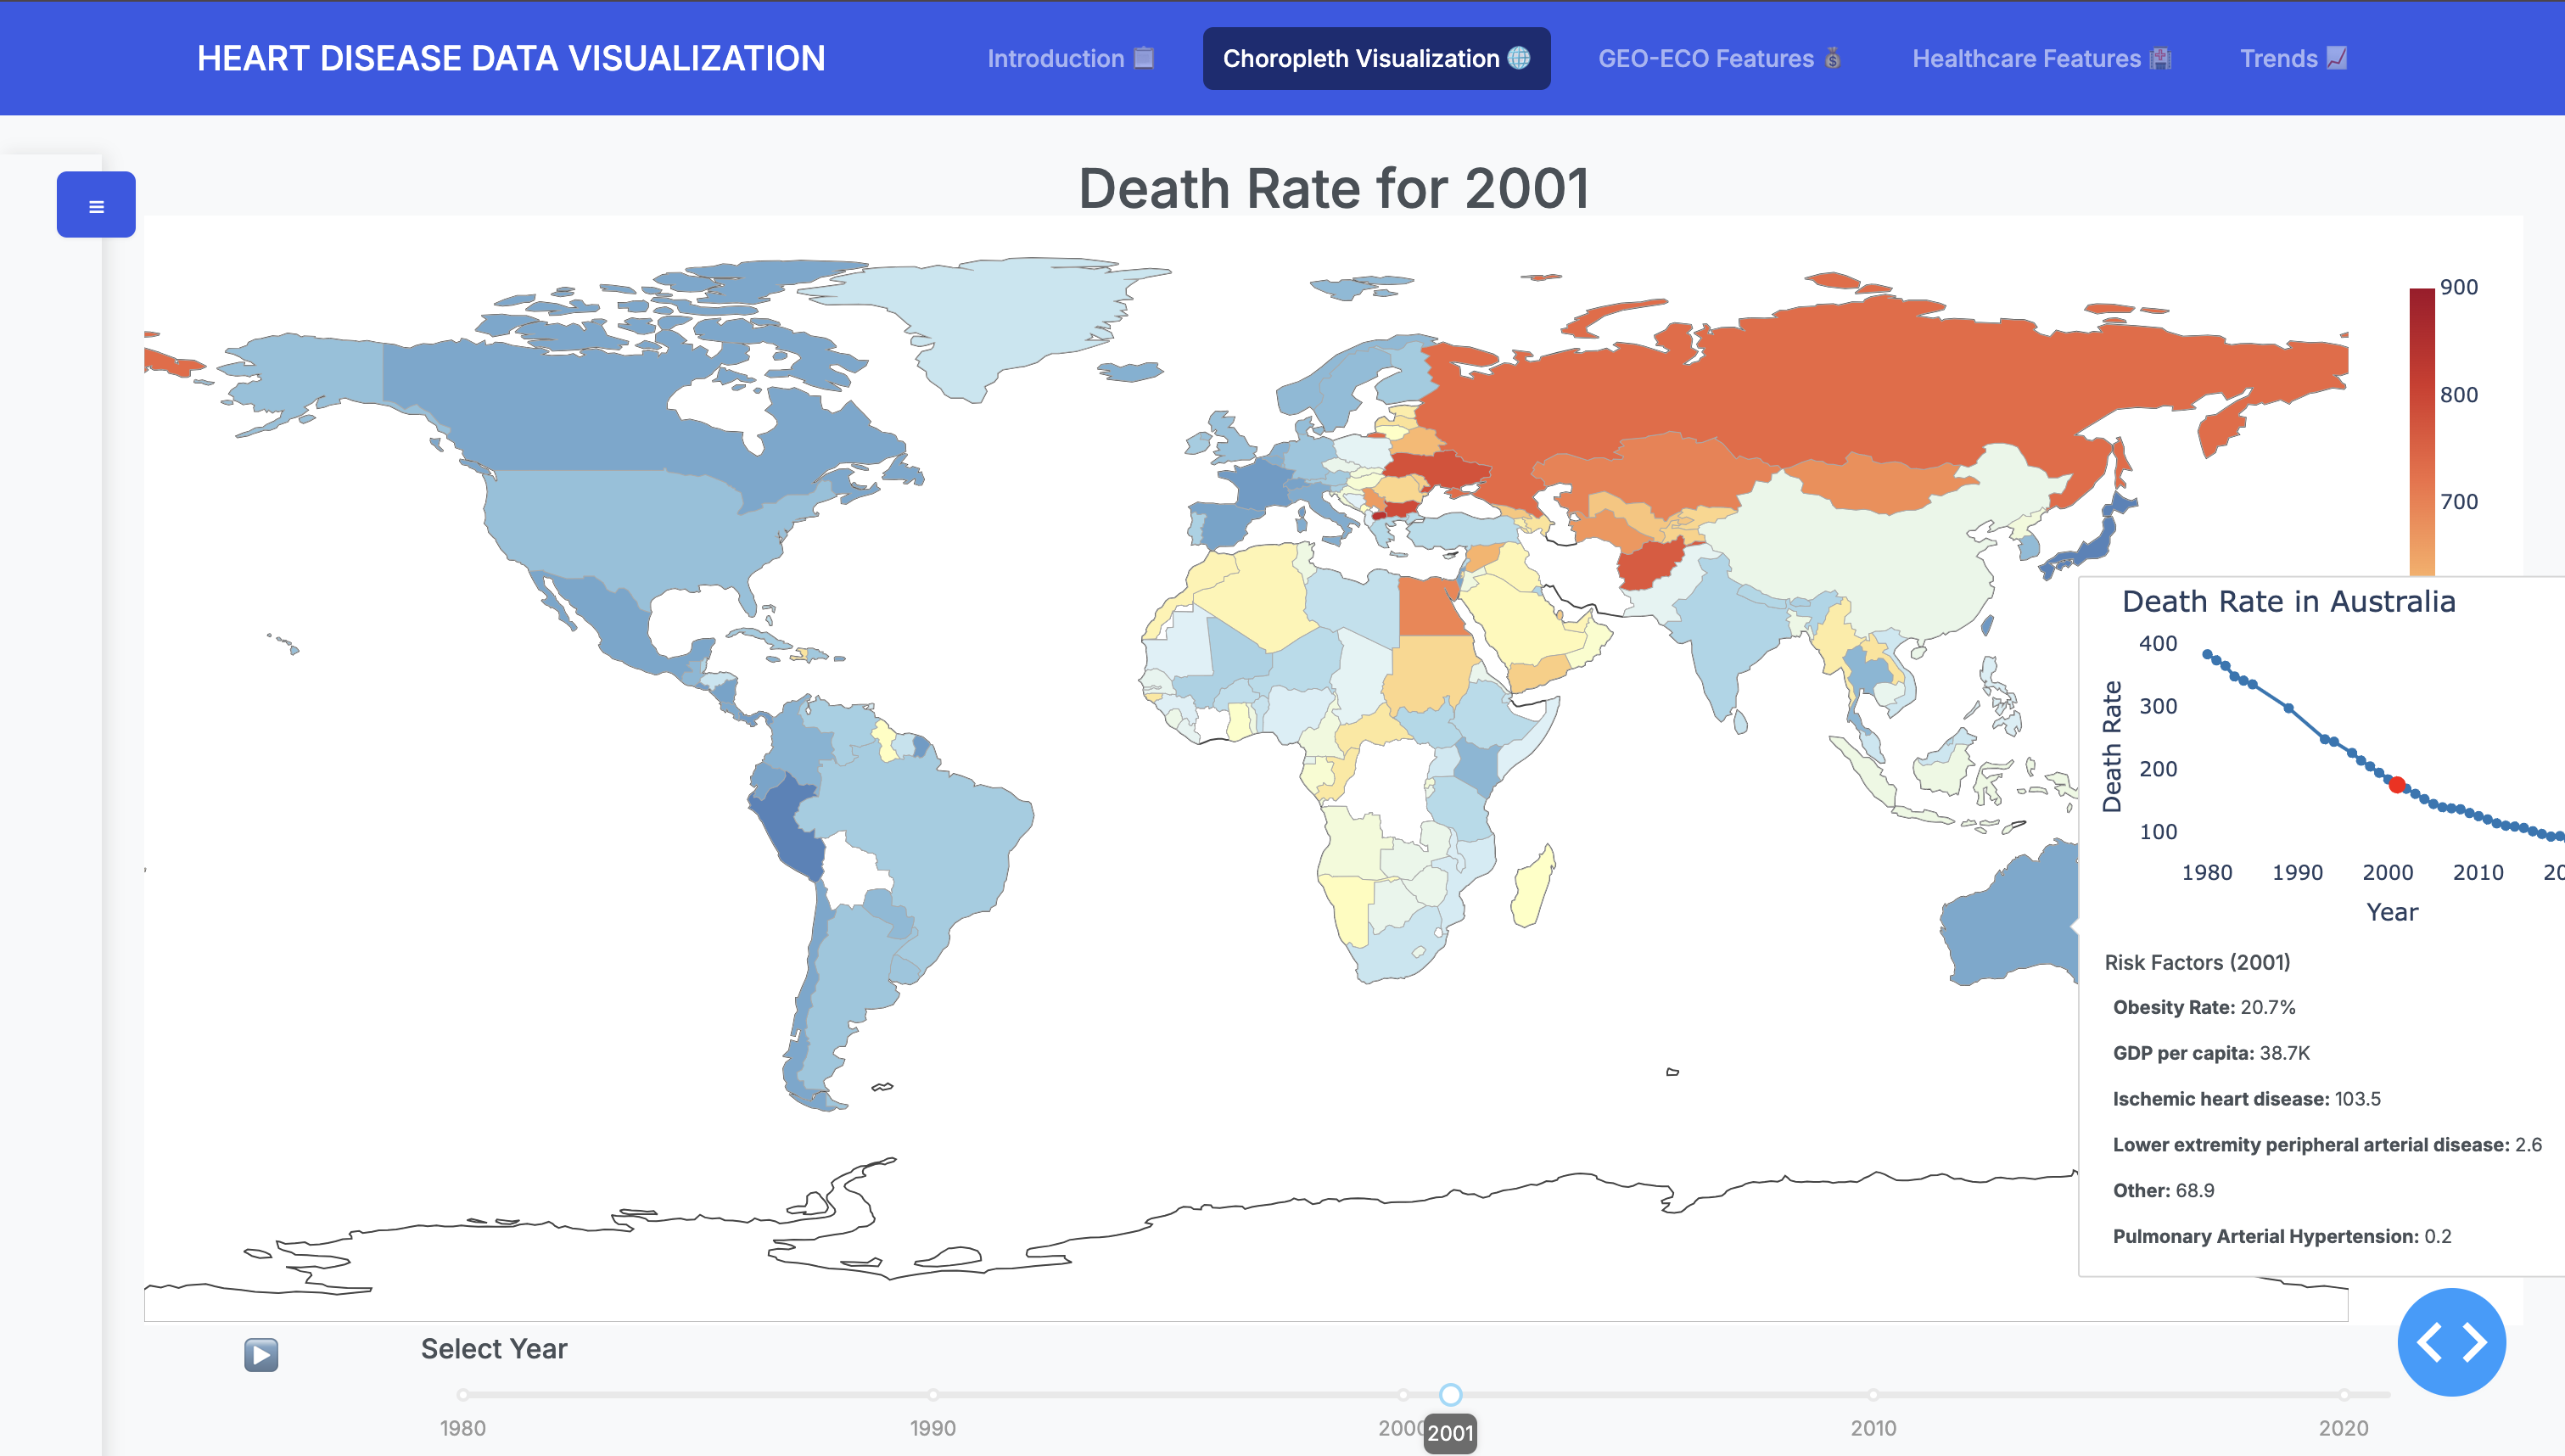 HEART DISEASE DATA VISUALIZATION
Introduction
Choropleth Visualization
GEO-ECO Features
Healthcare Features
Trends
≡
Death Rate for 2001
900
800
700
Death Rate in Australia
400
300
200
100
Death Rate
1980 1990 2000 2010 20
Year
Risk Factors (2001)
Obesity Rate: 20.7%
GDP per capita: 38.7K
Ischemic heart disease: 103.5
Lower extremity peripheral arterial disease: 2.6
Other: 68.9
Pulmonary Arterial Hypertension: 0.2
Select Year
1980 1990 2000 2010 2020
2001